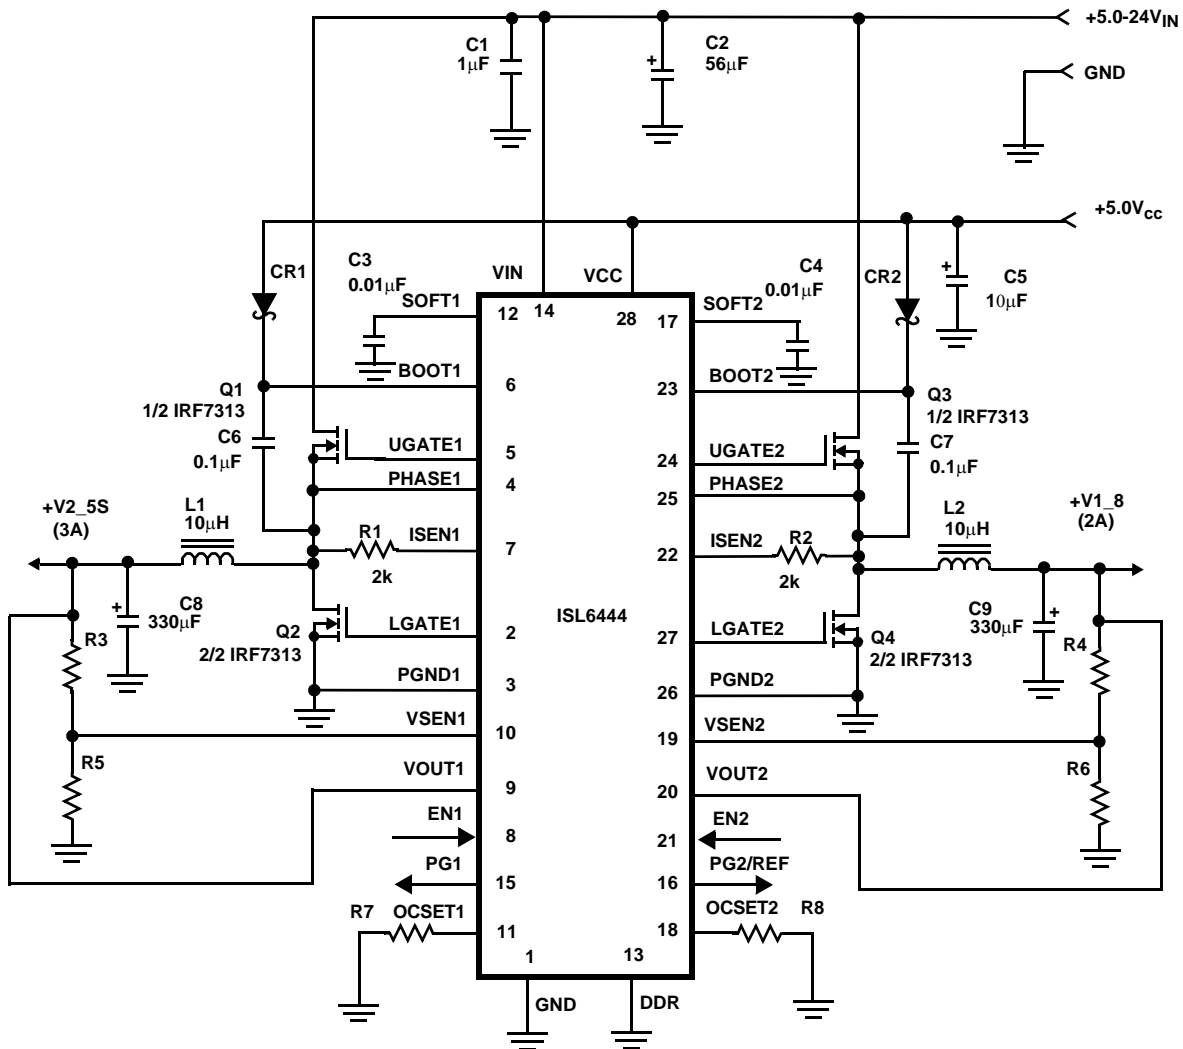 +5.0-24VIN
C1
1µF
C2
56µF
+
GND
+5.0Vcc
CR1
C3
0.01µF
VIN
VCC
C4
0.01µF
CR2
+
C5
10µF
SOFT1
12
14
28
17
SOFT2
BOOT1
6
23
BOOT2
Q1
1/2 IRF7313
C6
0.1µF
Q3
1/2 IRF7313
C7
0.1µF
UGATE1
5
24
UGATE2
PHASE1
4
25
PHASE2
+V2_5S
(3A)
L1
10µH
R1
2k
ISEN1
7
22
ISEN2
R2
2k
L2
10µH
+V1_8
(2A)
ISL6444
+
C8
330µF
R3
Q2
2/2 IRF7313
LGATE1
2
27
LGATE2
Q4
2/2 IRF7313
C9
330µF
+
R4
PGND1
3
26
PGND2
VSEN1
10
19
VSEN2
R5
R6
VOUT1
9
20
VOUT2
EN1
8
21
EN2
PG1
15
16
PG2/REF
R7
OCSET1
11
18
OCSET2
R8
1
13
GND
DDR